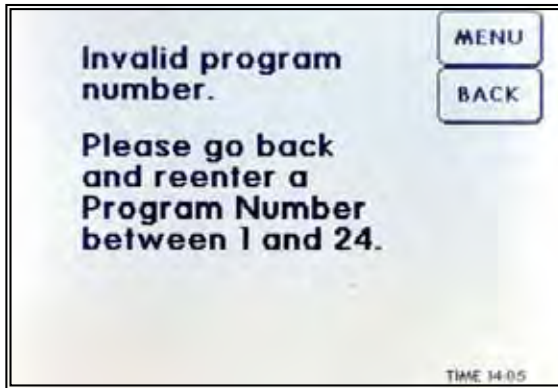 Invalid program
number.
Please go back
and reenter a
Program Number
between 1 and 24.
MENU
BACK
TIME 14:05